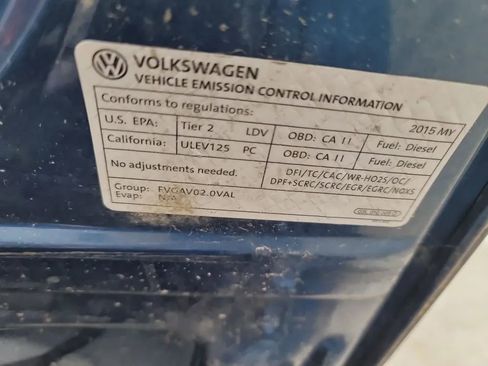 VOLKSWAGEN
VEHICLE EMISSION CONTROL INFORMATION
Conforms to regulations: 2015 MY
U.S. EPA: Tier 2 LDV OBD: CA II Fuel: Diesel
California: ULEV125 PC OBD: CA II Fuel: Diesel
No adjustments needed. DFI/TC/CAC/WR-HO2S/OC/
DPF+SCRC/SCRC/EGR/EGRC/NOXS
Group: FVGAV02.0VAL
Evap: N/A